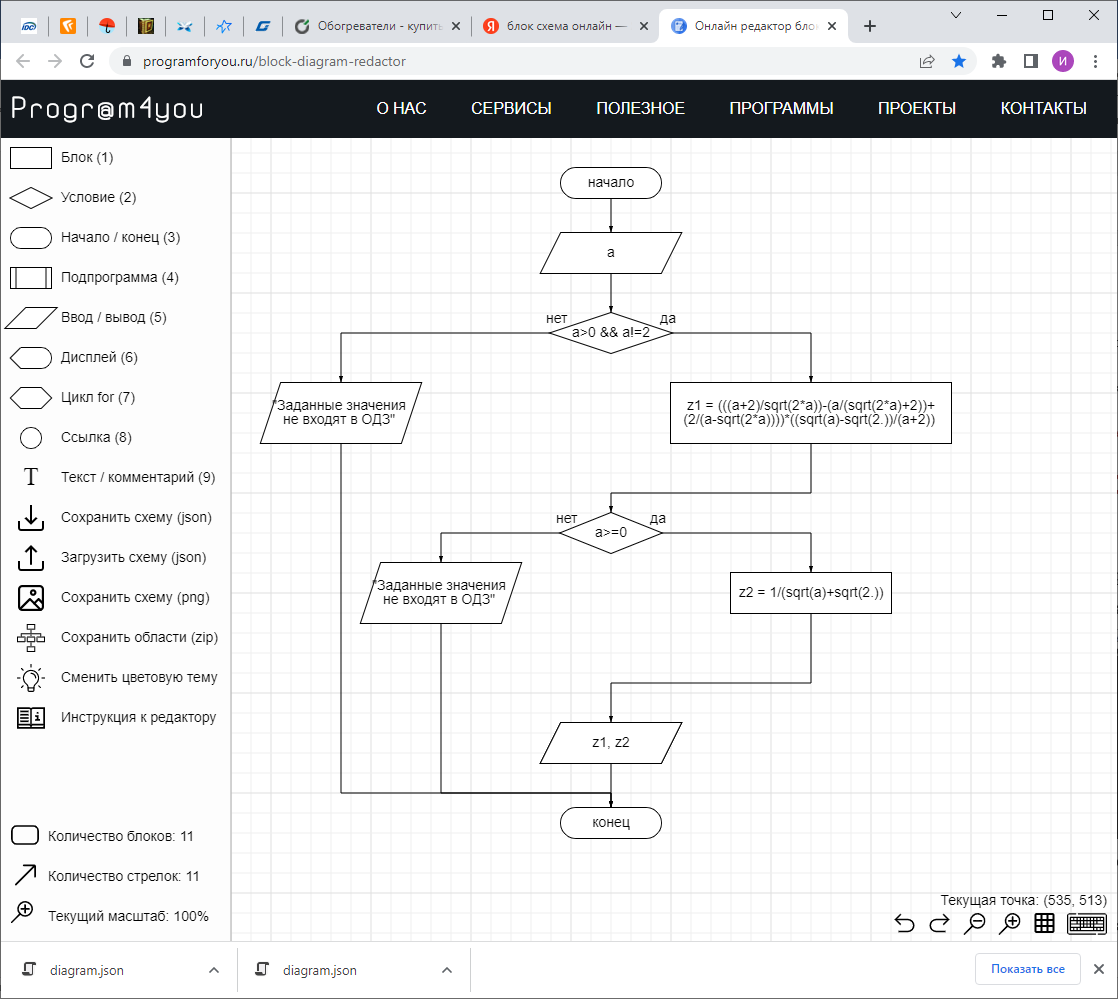 Обогреватели - купить
блок схема онлайн —
Онлайн редактор бло
programforyou.ru/block-diagram-redactor
И
Progr@m4you
О НАС
СЕРВИСЫ
ПОЛЕЗНОЕ
ПРОГРАММЫ
ПРОЕКТЫ
КОНТАКТЫ
Блок (1)
Условие (2)
Начало / конец (3)
Подпрограмма (4)
Ввод / вывод (5)
Дисплей (6)
Цикл for (7)
Ссылка (8)
Т
Текст / комментарий (9)
Сохранить схему (json)
Загрузить схему (json)
Сохранить схему (png)
Сохранить области (zip)
Сменить цветовую тему
Инструкция к редактору
Количество блоков: 11
Количество стрелок: 11
Текущий масштаб: 100%
начало
a
нет
да
a>0 && a!=2
"Заданные значения
не входят в ОДЗ"
z1 = (((a+2)/sqrt(2*a))-(a/(sqrt(2*a)+2))+
(2/(a-sqrt(2*a))))*((sqrt(a)-sqrt(2.))/(a+2))
нет
да
a>=0
"Заданные значения
не входят в ОДЗ"
z2 = 1/(sqrt(a)+sqrt(2.))
z1, z2
конец
Текущая точка: (535, 513)
diagram.json
diagram.json
Показать все